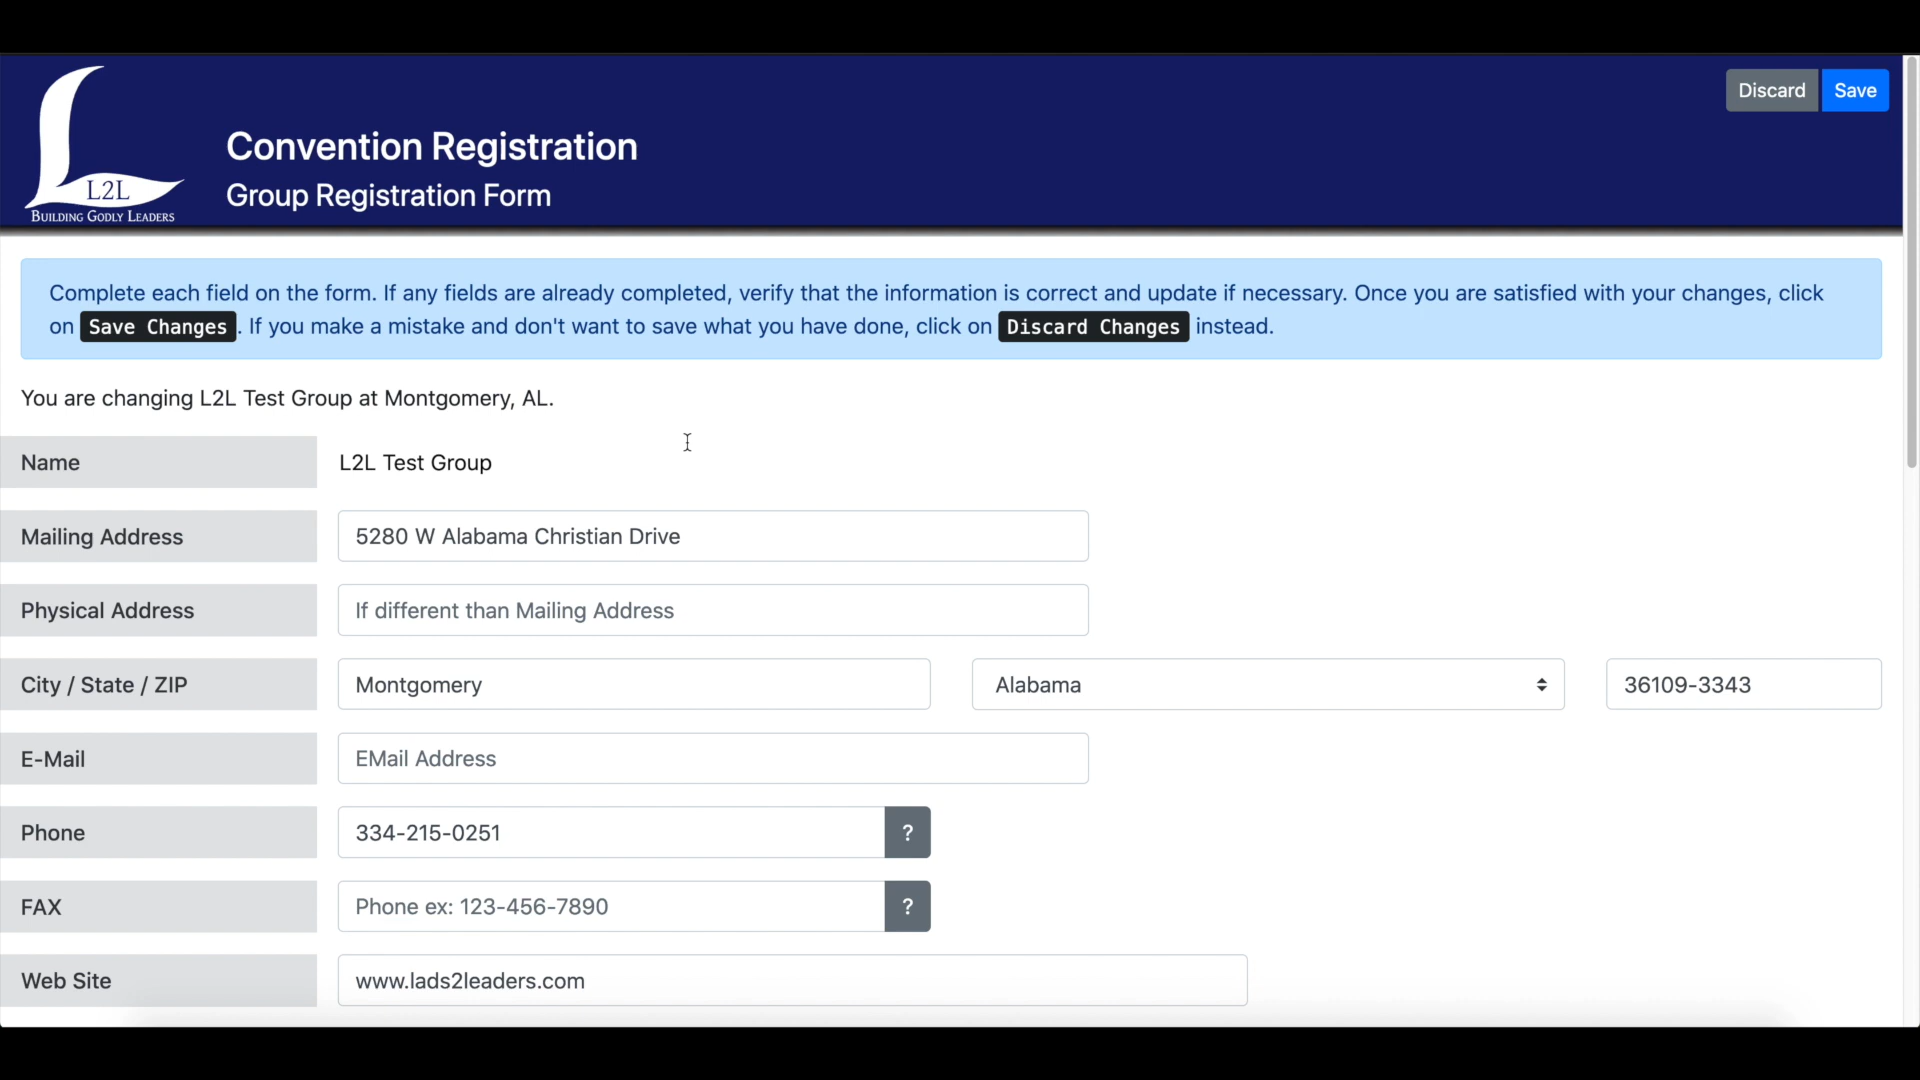 Discard Save
L2L
BUILDING GODLY LEADERS
Convention Registration
Group Registration Form
Complete each field on the form. If any fields are already completed, verify that the information is correct and update if necessary. Once you are satisfied with your changes, click
on Save Changes . If you make a mistake and don't want to save what you have done, click on Discard Changes instead.
You are changing L2L Test Group at Montgomery, AL.
Name L2L Test Group
Mailing Address 5280 W Alabama Christian Drive
Physical Address If different than Mailing Address
City / State / ZIP Montgomery Alabama 36109-3343
E-Mail EMail Address
Phone 334-215-0251 ?
FAX Phone ex: 123-456-7890 ?
Web Site www.lads2leaders.com